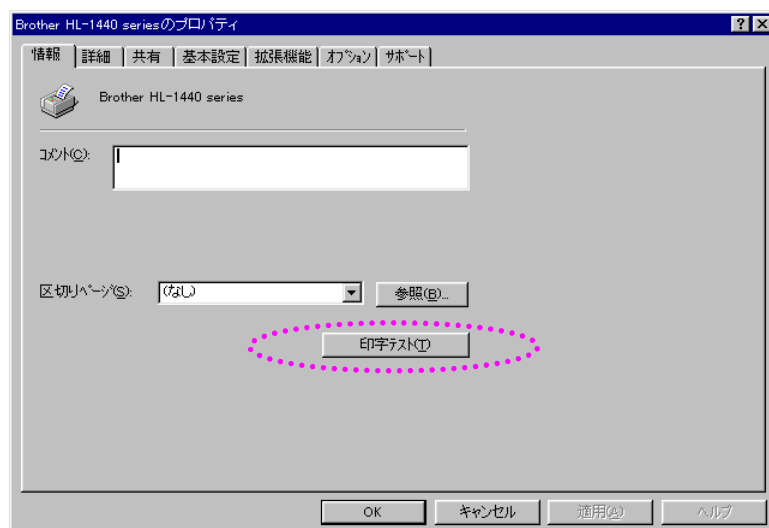 Brother HL-1440 seriesのプロパティ
情報 詳細 共有 基本設定 拡張機能 オプション サポート
Brother HL-1440 series
コメント(C):
区切りページ(S): (なし) 参照(B)...
印字テスト(T)
OK キャンセル 適用(A) ヘルプ